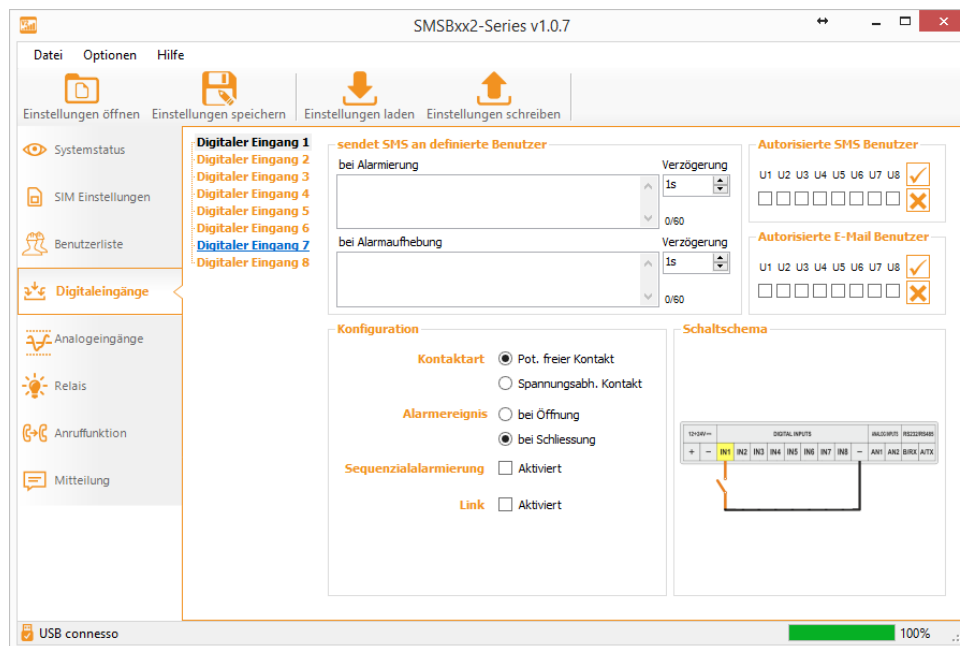 SMSBxx2-Series v1.0.7
Datei Optionen Hilfe
Einstellungen öffnen Einstellungen speichern Einstellungen laden Einstellungen schreiben
Systemstatus
SIM Einstellungen
Benutzerliste
Digitaleingänge
Analogeingänge
Relais
Anruffunktion
Mitteilung
Digitaler Eingang 1
Digitaler Eingang 2
Digitaler Eingang 3
Digitaler Eingang 4
Digitaler Eingang 5
Digitaler Eingang 6
Digitaler Eingang 7
Digitaler Eingang 8
sendet SMS an definierte Benutzer
bei Alarmierung Verzögerung
1s
0/60
bei Alarmaufhebung Verzögerung
1s
0/60
Autorisierte SMS Benutzer
U1 U2 U3 U4 U5 U6 U7 U8
Autorisierte E-Mail Benutzer
U1 U2 U3 U4 U5 U6 U7 U8
Konfiguration
Kontaktart Pot. freier Kontakt
Spannungsabh. Kontakt
Alarmereignis bei Öffnung
bei Schliessung
Sequenzialalarmierung Aktiviert
Link Aktiviert
Schaltschema
12÷24V DIGITAL INPUTS ANALOG INPUTS RS232/RS485
+ − IN1 IN2 IN3 IN4 IN5 IN6 IN7 IN8 − AN1 AN2 B/RX A/TX
USB connesso 100%